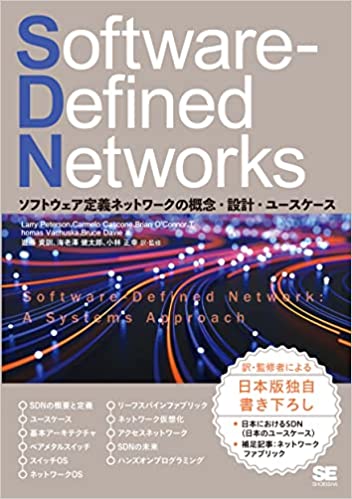 Software-
Defined
Networks
ソフトウェア定義ネットワークの概念・設計・ユースケース
Larry Peterson,Carmelo Cascone,Brian O'Connor,T
homas Vachuska,Bruce Davie 著
海老澤 健太郎、小林 正幸 訳・監修
Software-Defined Network:
A Systems Approach
訳・監修者による
日本版独自
書き下ろし
•日本におけるSDN
(日本のユースケース)
•補足記事:ネットワーク
ファブリック
•SDNの概要と定義
•ユースケース
•基本アーキテクチャ
•ベアメタルスイッチ
•スイッチOS
•ネットワークOS
•リーフスパインファブリック
•ネットワーク仮想化
•アクセスネットワーク
•SDNの未来
•ハンズオンプログラミング
SE
SHOEISHA